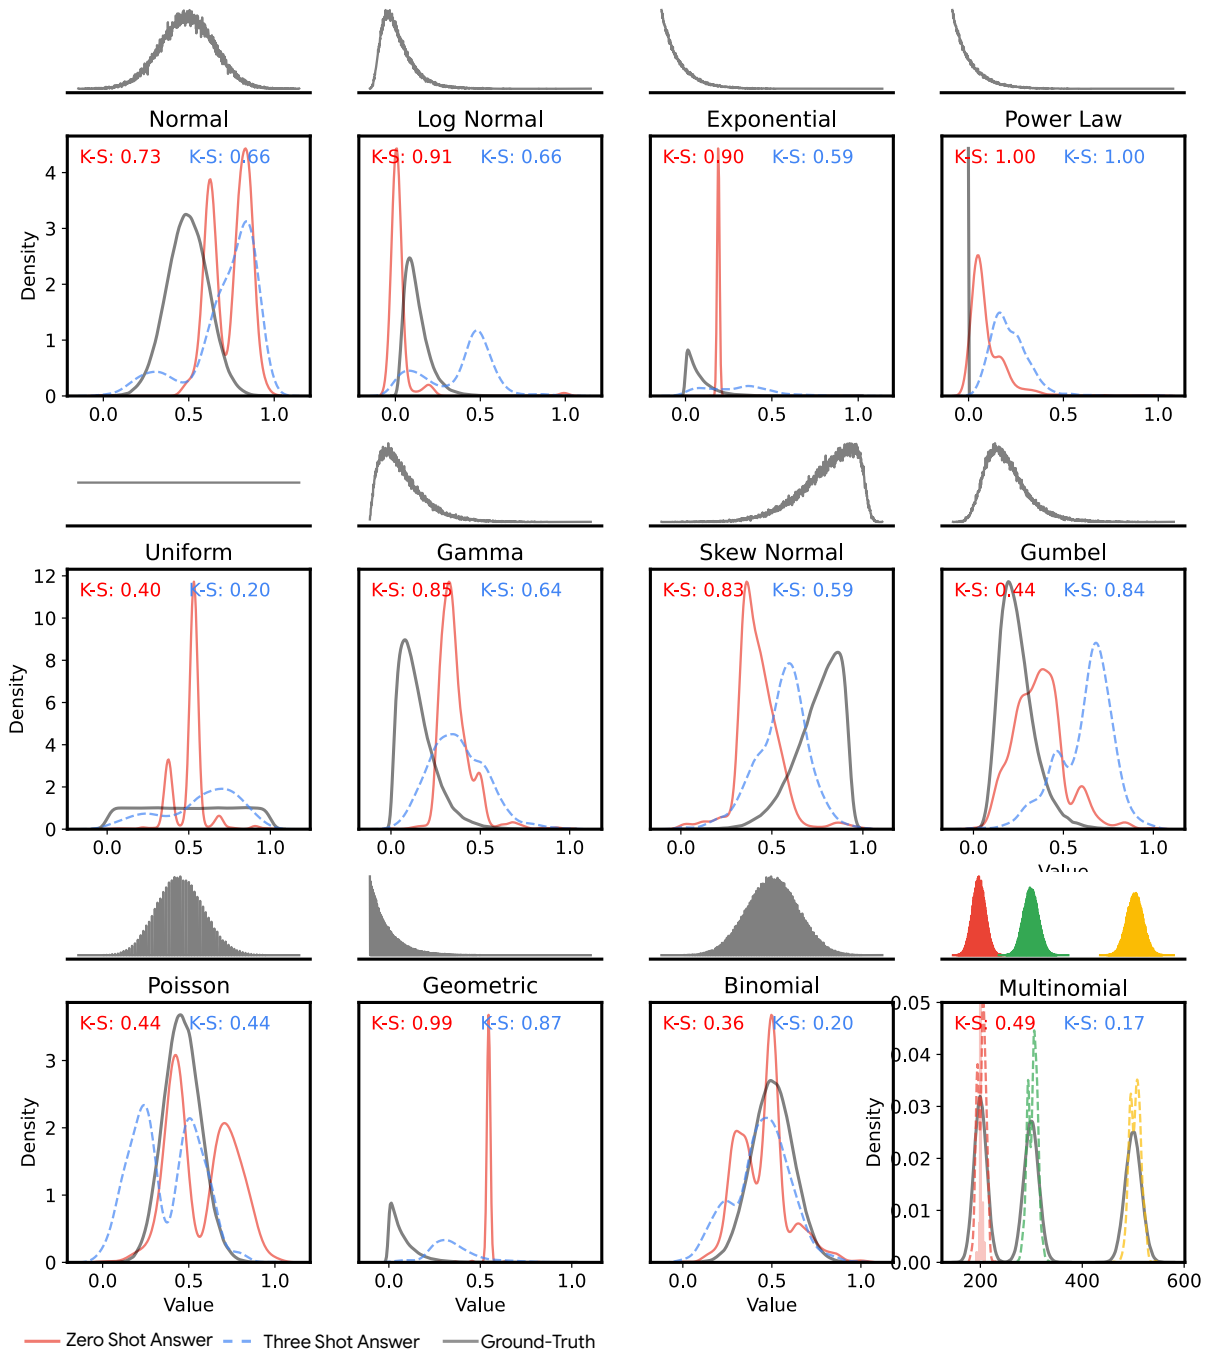 Normal Log Normal Exponential Power Law
K-S: 0.73 K-S: 0.66 K-S: 0.91 K-S: 0.66 K-S: 0.90 K-S: 0.59 K-S: 1.00 K-S: 1.00
4
3
2
1
0
Density
0.0 0.5 1.0 0.0 0.5 1.0 0.0 0.5 1.0 0.0 0.5 1.0
Uniform Gamma Skew Normal Gumbel
K-S: 0.40 K-S: 0.20 K-S: 0.85 K-S: 0.64 K-S: 0.83 K-S: 0.59 K-S: 0.44 K-S: 0.84
12
10
8
6
4
2
0
Density
0.0 0.5 1.0 0.0 0.5 1.0 0.0 0.5 1.0 0.0 0.5 1.0
Value
Poisson Geometric Binomial Multinomial
K-S: 0.44 K-S: 0.44 K-S: 0.99 K-S: 0.87 K-S: 0.36 K-S: 0.20 K-S: 0.49 K-S: 0.17
3
2
1
0
Density
0.05
0.04
0.03
0.02
0.01
0.00
Density
0.0 0.5 1.0 0.0 0.5 1.0 0.0 0.5 1.0 200 400 600
Value Value Value
Zero Shot Answer Three Shot Answer Ground-Truth